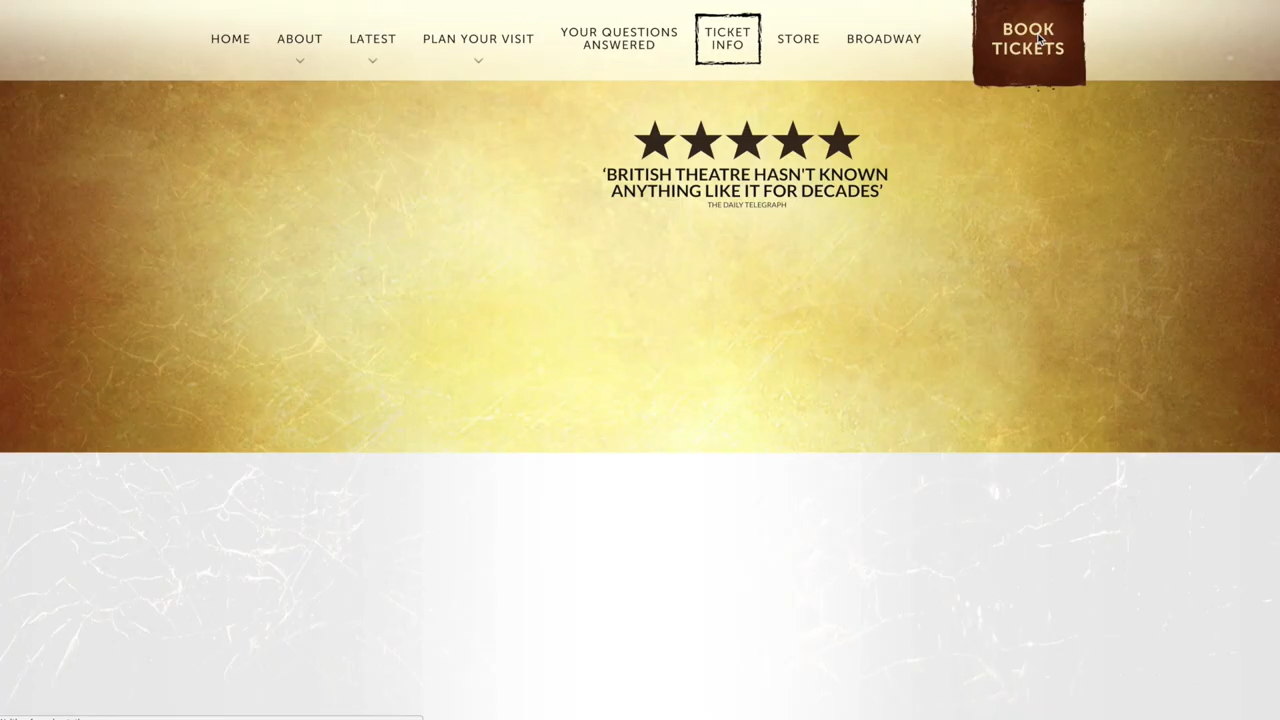 HOME
ABOUT
LATEST
PLAN YOUR VISIT
YOUR QUESTIONS
ANSWERED
TICKET
INFO
STORE
BROADWAY
BOOK
TICKETS
‘BRITISH THEATRE HASN'T KNOWN
ANYTHING LIKE IT FOR DECADES’
THE DAILY TELEGRAPH